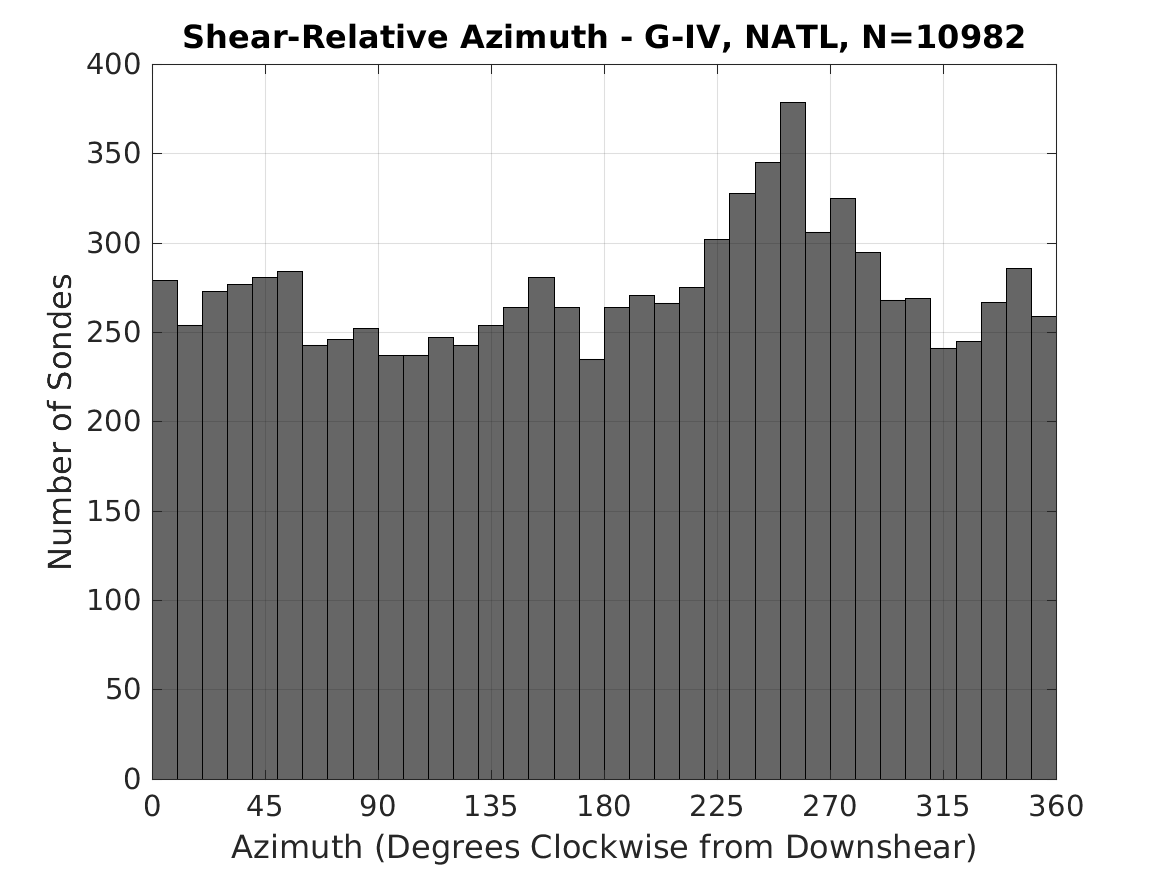 Shear-Relative Azimuth - G-IV, NATL, N=10982
400
350
300
250
200
150
100
50
0
Number of Sondes
0 45 90 135 180 225 270 315 360
Azimuth (Degrees Clockwise from Downshear)